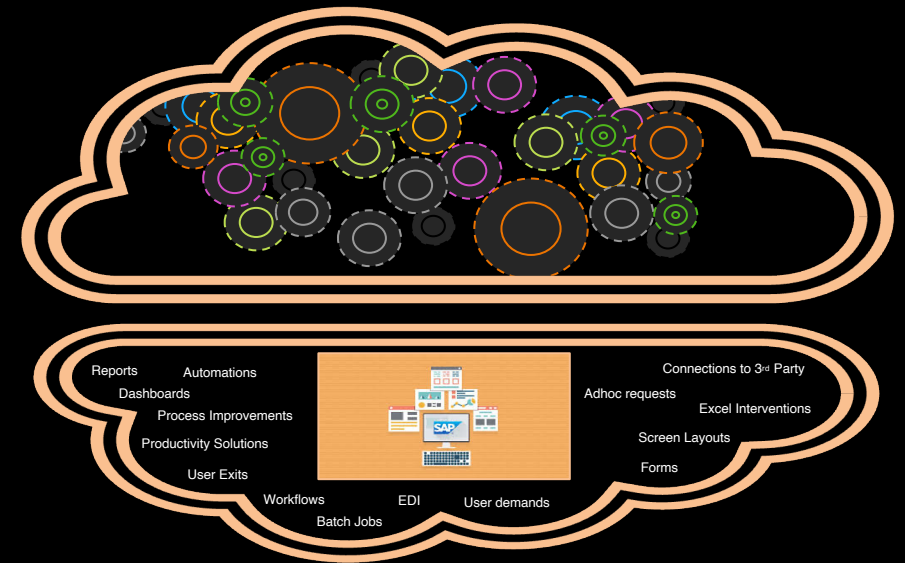 Reports
Automations
Connections to 3rd Party
Dashboards
Adhoc requests
Process Improvements
Excel Interventions
SAP
Productivity Solutions
Screen Layouts
User Exits
Forms
Workflows
EDI
User demands
Batch Jobs